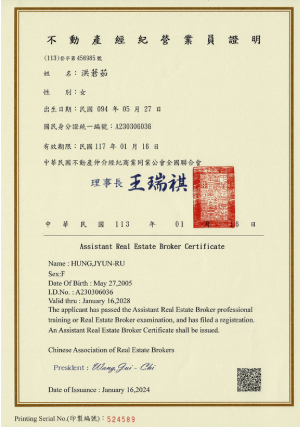 不動產經紀營業員證明
(113)登字第456985號
姓 名：洪莙茹
性 別：女
出生日期：民國 094 年 05 月 27 日
國民身分證統一編號：A230306036
有效期限：民國 117 年 01 月 16 日
中華民國不動產仲介經紀商業同業公會全國聯合會
理事長 王瑞祺
中華民國 113 年 01 月 16 日
Assistant Real Estate Broker Certificate
Name : HUNG,JYUN-RU
Sex:F
Date Of Birth : May 27,2005
I.D.No. : A230306036
Valid thru : January 16,2028
The applicant has passed the Assistant Real Estate Broker professional
training or Real Estate Broker examination, and has filed a registration.
An Assistant Real Estate Broker Certificate shall be issued.
Chinese Association of Real Estate Brokers
President : Wang, Jui - Chi
Date of Issuance : January 16,2024
Printing Serial No.(印製編號)：524589